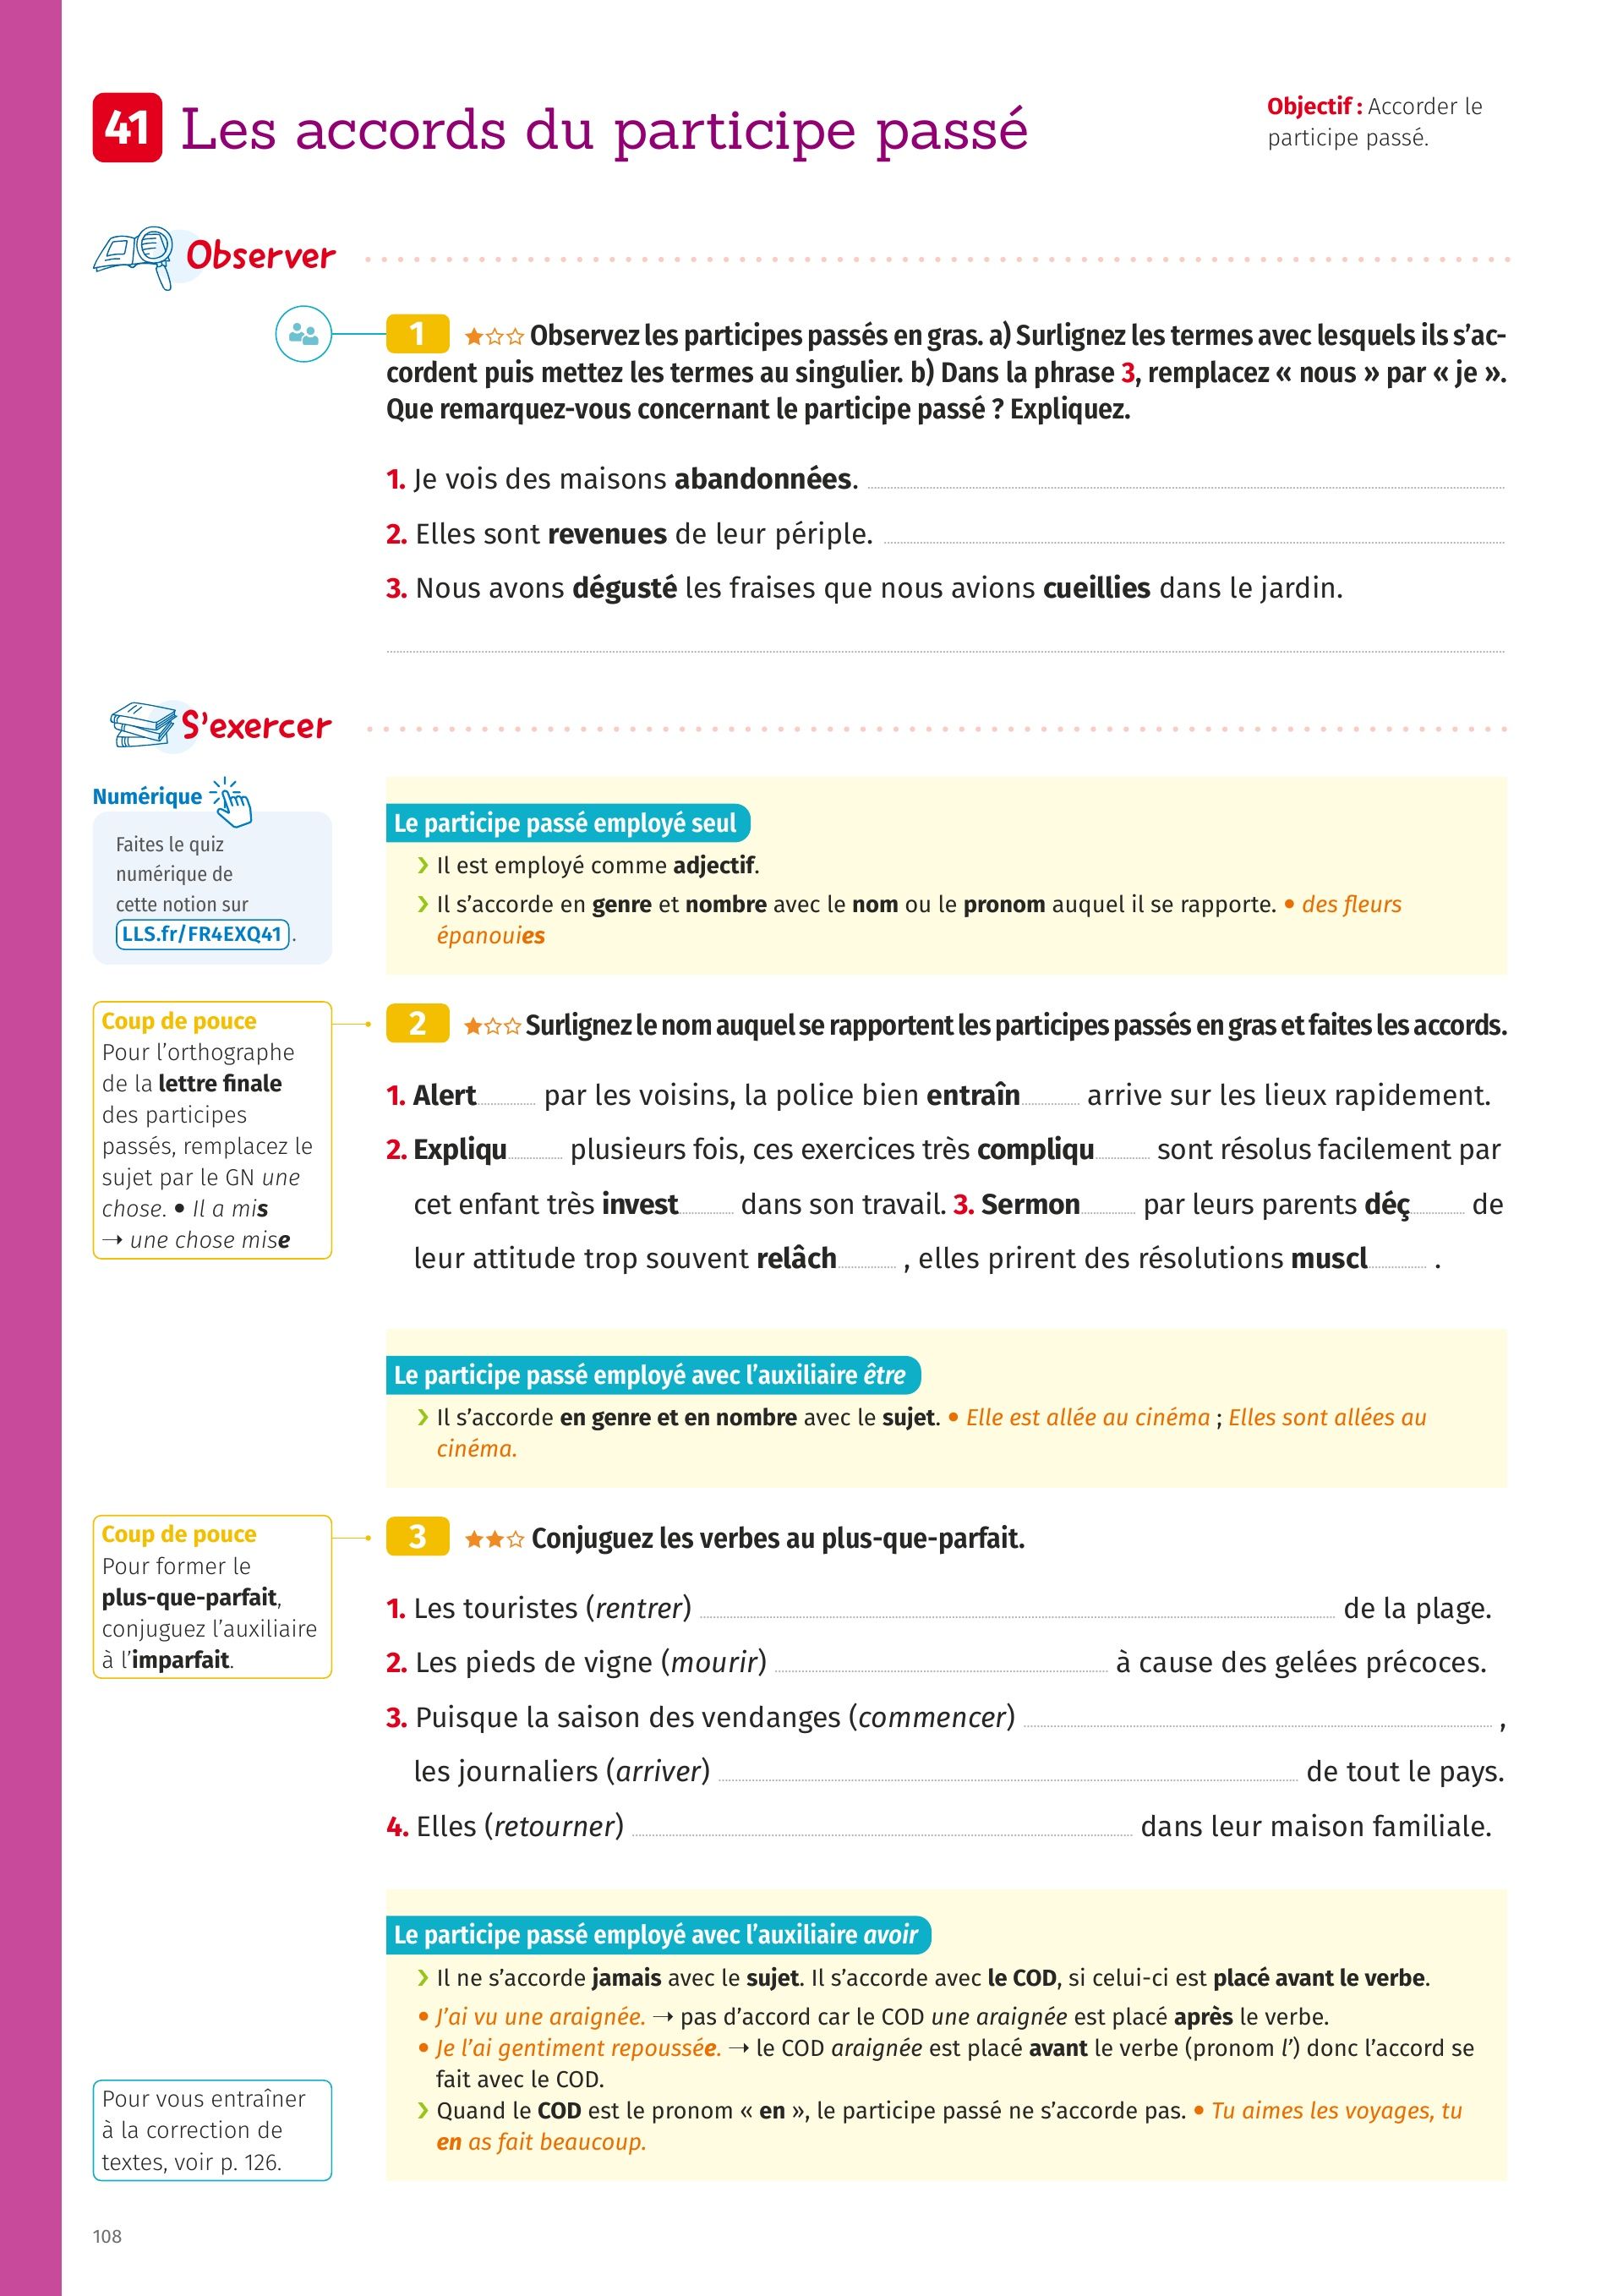 41 Les accords du participe passé
Objectif : Accorder le
participe passé.
Observer
1 Observez les participes passés en gras. a) Surlignez les termes avec lesquels ils s’ac-
cordent puis mettez les termes au singulier. b) Dans la phrase 3, remplacez « nous » par « je ».
Que remarquez-vous concernant le participe passé ? Expliquez.
1. Je vois des maisons abandonnées.
2. Elles sont revenues de leur périple.
3. Nous avons dégusté les fraises que nous avions cueillies dans le jardin.
S’exercer
Numérique
Faites le quiz
numérique de
cette notion sur
LLS.fr/FR4EXQ41 .
Le participe passé employé seul
› Il est employé comme adjectif.
› Il s’accorde en genre et nombre avec le nom ou le pronom auquel il se rapporte. • des fleurs
épanouies
Coup de pouce
Pour l’orthographe
de la lettre finale
des participes
passés, remplacez le
sujet par le GN une
chose. • Il a mis
→ une chose mise
2 Surlignez le nom auquel se rapportent les participes passés en gras et faites les accords.
1. Alert par les voisins, la police bien entraîn arrive sur les lieux rapidement.
2. Expliqu plusieurs fois, ces exercices très compliqu sont résolus facilement par
cet enfant très invest dans son travail. 3. Sermon par leurs parents déç de
leur attitude trop souvent relâch , elles prirent des résolutions muscl .
Le participe passé employé avec l’auxiliaire être
› Il s’accorde en genre et en nombre avec le sujet. • Elle est allée au cinéma ; Elles sont allées au
cinéma.
Coup de pouce
Pour former le
plus-que-parfait,
conjuguez l’auxiliaire
à l’imparfait.
3 Conjuguez les verbes au plus-que-parfait.
1. Les touristes (rentrer) de la plage.
2. Les pieds de vigne (mourir) à cause des gelées précoces.
3. Puisque la saison des vendanges (commencer) ,
les journaliers (arriver) de tout le pays.
4. Elles (retourner) dans leur maison familiale.
Le participe passé employé avec l’auxiliaire avoir
› Il ne s’accorde jamais avec le sujet. Il s’accorde avec le COD, si celui-ci est placé avant le verbe.
• J’ai vu une araignée. → pas d’accord car le COD une araignée est placé après le verbe.
• Je l’ai gentiment repoussée. → le COD araignée est placé avant le verbe (pronom l’) donc l’accord se
fait avec le COD.
› Quand le COD est le pronom « en », le participe passé ne s’accorde pas. • Tu aimes les voyages, tu
en as fait beaucoup.
Pour vous entraîner
à la correction de
textes, voir p. 126.
108